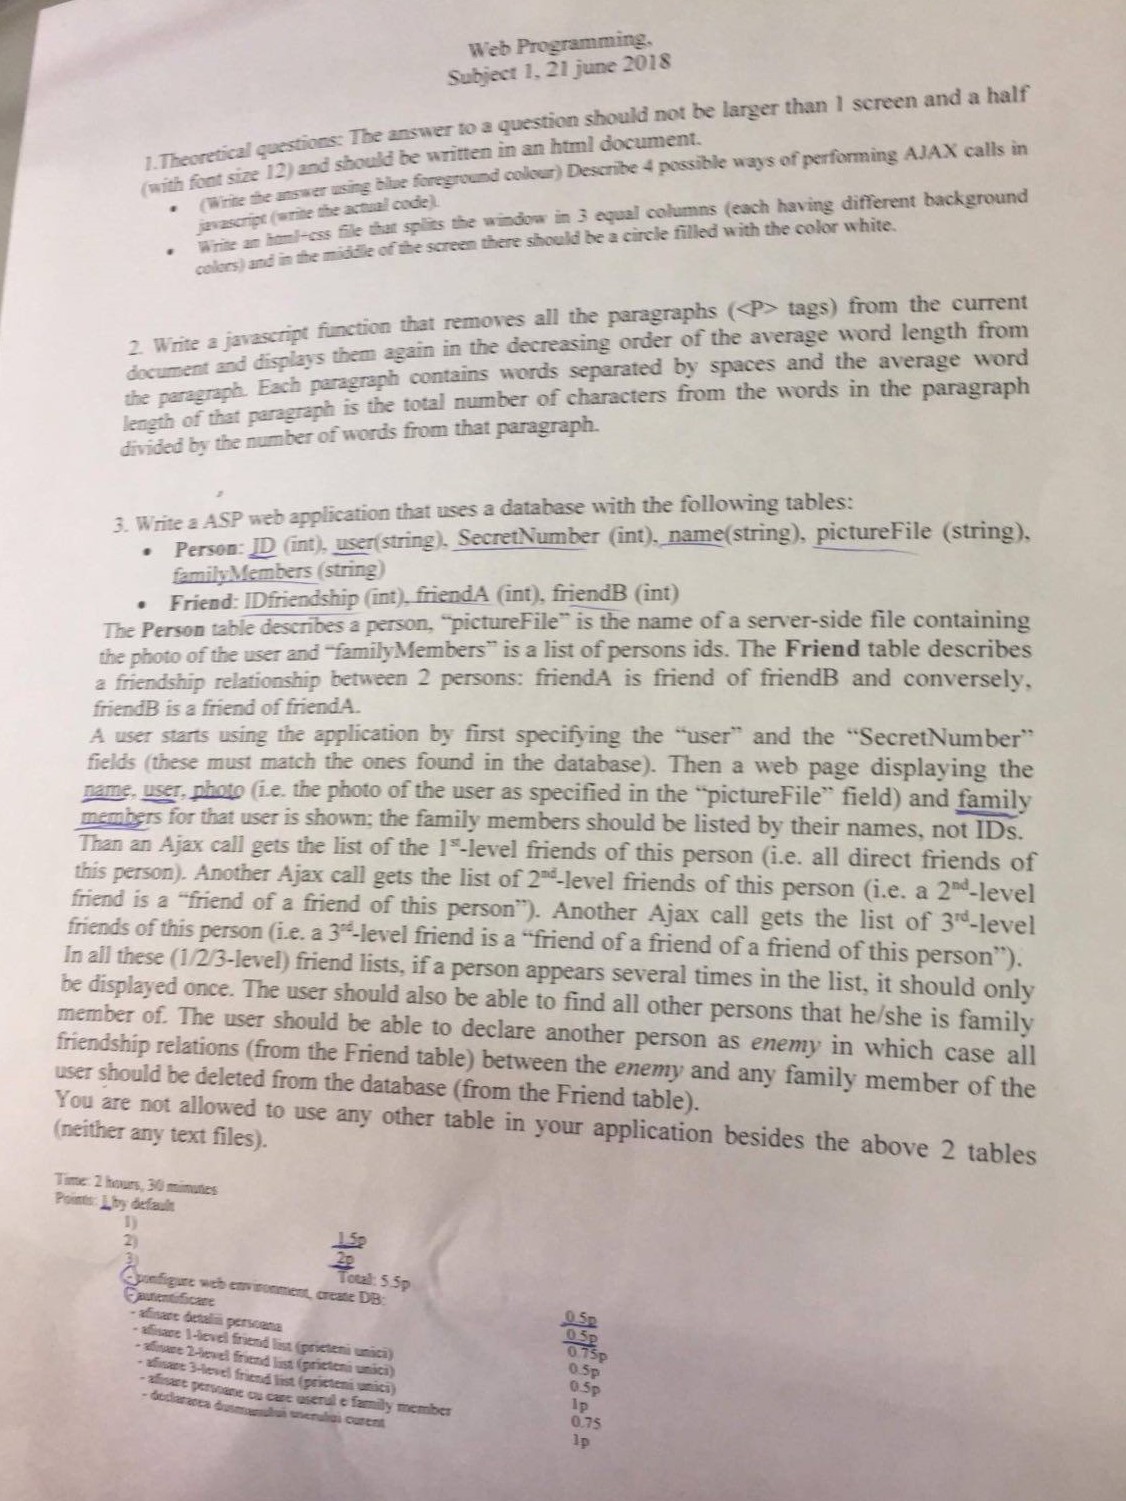 Web Programming,
Subject 1, 21 june 2018
1.Theoretical questions: The answer to a question should not be larger than 1 screen and a half
(with font size 12) and should be written in an html document.
• (Write the answer using blue foreground colour) Describe 4 possible ways of performing AJAX calls in
javascript (write the actual code).
• Write an html-css file that splits the window in 3 equal columns (each having different background
colors) and in the middle of the screen there should be a circle filled with the color white.
2. Write a javascript function that removes all the paragraphs (<P> tags) from the current
document and displays them again in the decreasing order of the average word length from
the paragraph. Each paragraph contains words separated by spaces and the average word
length of that paragraph is the total number of characters from the words in the paragraph
divided by the number of words from that paragraph.
3. Write a ASP web application that uses a database with the following tables:
• Person: ID (int), user(string), SecretNumber (int), name(string), pictureFile (string),
familyMembers (string)
• Friend: IDfriendship (int), friendA (int), friendB (int)
The Person table describes a person, “pictureFile” is the name of a server-side file containing
the photo of the user and “familyMembers” is a list of persons ids. The Friend table describes
a friendship relationship between 2 persons: friendA is friend of friendB and conversely,
friendB is a friend of friendA.
A user starts using the application by first specifying the “user” and the “SecretNumber”
fields (these must match the ones found in the database). Then a web page displaying the
name, user, photo (i.e. the photo of the user as specified in the “pictureFile” field) and family
members for that user is shown; the family members should be listed by their names, not IDs.
Than an Ajax call gets the list of the 1st-level friends of this person (i.e. all direct friends of
this person). Another Ajax call gets the list of 2nd-level friends of this person (i.e. a 2nd-level
friend is a “friend of a friend of this person”). Another Ajax call gets the list of 3rd-level
friends of this person (i.e. a 3rd-level friend is a “friend of a friend of a friend of this person”).
In all these (1/2/3-level) friend lists, if a person appears several times in the list, it should only
be displayed once. The user should also be able to find all other persons that he/she is family
member of. The user should be able to declare another person as enemy in which case all
friendship relations (from the Friend table) between the enemy and any family member of the
user should be deleted from the database (from the Friend table).
You are not allowed to use any other table in your application besides the above 2 tables
(neither any text files).
Time: 2 hours, 30 minutes
Points: 1 by default
1) 1.5p
2) 2p
3) Total: 5.5p
- configure web environment, create DB: 0.5p
- autentificare 0.5p
- afisare detalii persoana 0.75p
- afisare 1-level friend list (prieteni unici) 0.5p
- afisare 2-level friend list (prieteni unici) 0.5p
- afisare 3-level friend list (prieteni unici) 1p
- afisare persoane cu care userul e family member 0.75
- declararea dusmanului userului curent 1p